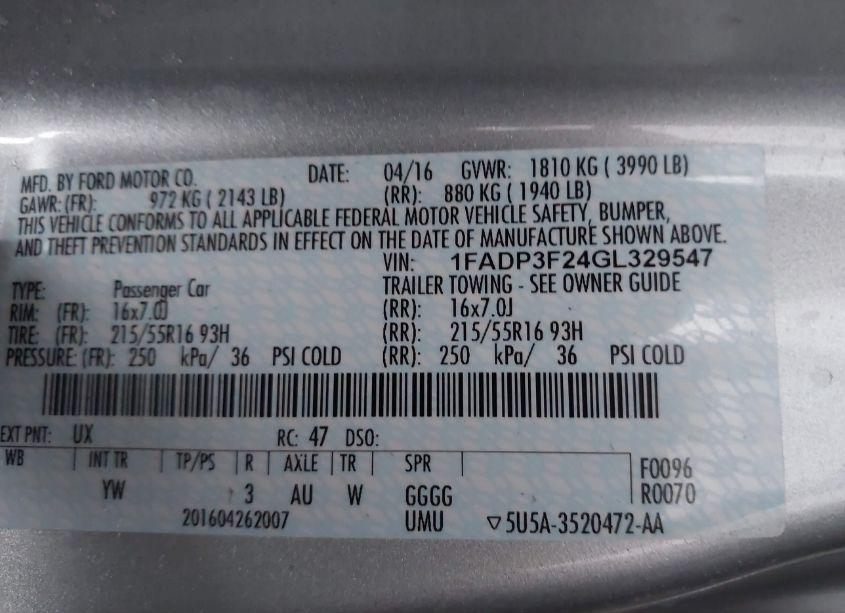 MFD. BY FORD MOTOR CO. DATE: 04/16 GVWR: 1810 KG ( 3990 LB)
GAWR: (FR): 972 KG ( 2143 LB) (RR): 880 KG ( 1940 LB)
THIS VEHICLE CONFORMS TO ALL APPLICABLE FEDERAL MOTOR VEHICLE SAFETY, BUMPER,
AND THEFT PREVENTION STANDARDS IN EFFECT ON THE DATE OF MANUFACTURE SHOWN ABOVE.
VIN: 1FADP3F24GL329547
TYPE: Passenger Car TRAILER TOWING - SEE OWNER GUIDE
RIM: (FR): 16x7.0J (RR): 16x7.0J
TIRE: (FR): 215/55R16 93H (RR): 215/55R16 93H
PRESSURE: (FR): 250 kPa/ 36 PSI COLD (RR): 250 kPa/ 36 PSI COLD
EXT PNT: UX RC: 47 DSO:
WB INT TR TP/PS R AXLE TR SPR F0096
YW 3 AU W GGGG R0070
201604262007 UMU ▽5U5A-3520472-AA